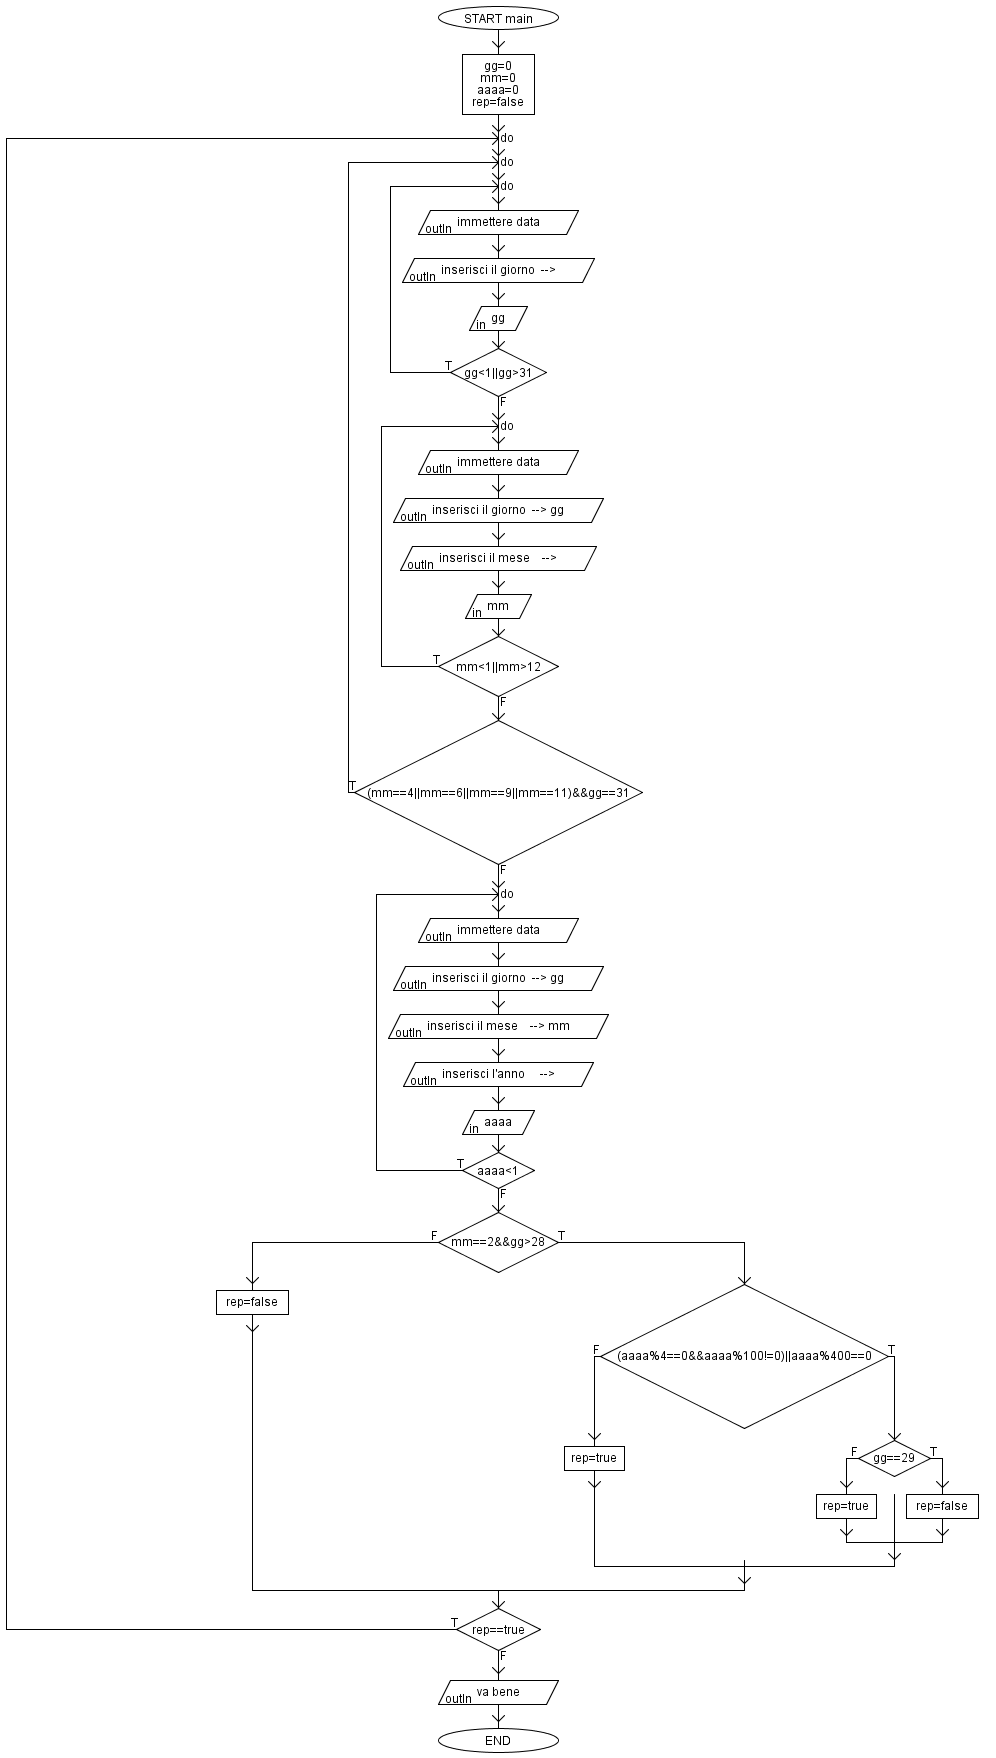 START main
gg=0
mm=0
aaaa=0
rep=false
do
do
do
outln immettere data
outln inserisci il giorno -->
in gg
T
gg<1||gg>31
F
do
outln immettere data
outln inserisci il giorno --> gg
outln inserisci il mese -->
in mm
T
mm<1||mm>12
F
T
(mm==4||mm==6||mm==9||mm==11)&&gg==31
F
do
outln immettere data
outln inserisci il giorno --> gg
outln inserisci il mese --> mm
outln inserisci l'anno -->
in aaaa
T
aaaa<1
F
F mm==2&&gg>28 T
rep=false
F (aaaa%4==0&&aaaa%100!=0)||aaaa%400==0 T
rep=true
F gg==29 T
rep=true rep=false
T
rep==true
F
outln va bene
END